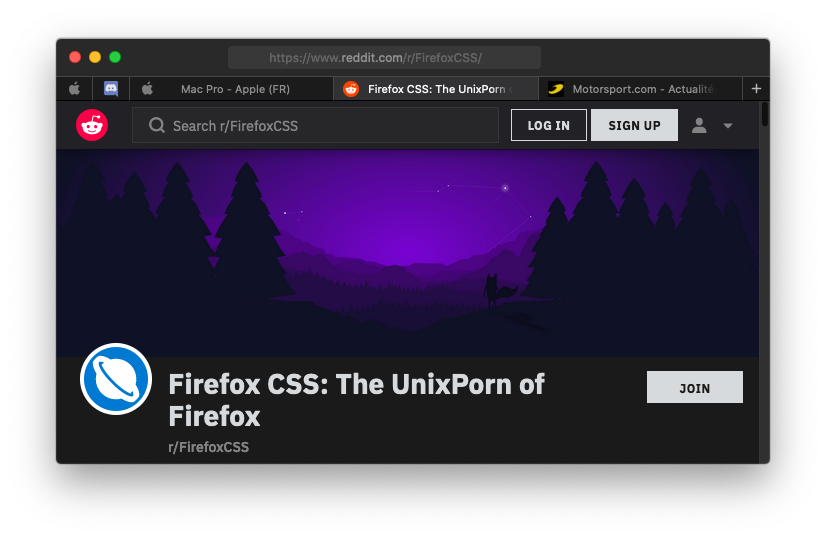 https://www.reddit.com/r/FirefoxCSS/
Mac Pro - Apple (FR)
Firefox CSS: The UnixPorn
Motorsport.com - Actualité
+
Search r/FirefoxCSS
LOG IN
SIGN UP
Firefox CSS: The UnixPorn of
Firefox
r/FirefoxCSS
JOIN